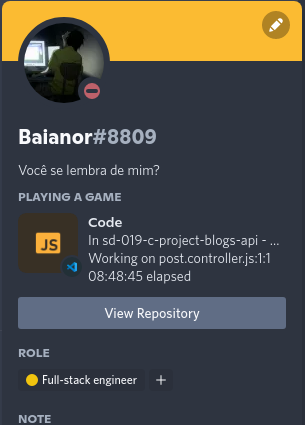 Baianor#8809
Você se lembra de mim?
PLAYING A GAME
JS
Code
In sd-019-c-project-blogs-api - ...
Working on post.controller.js:1:1
08:48:45 elapsed
View Repository
ROLE
Full-stack engineer +
NOTE